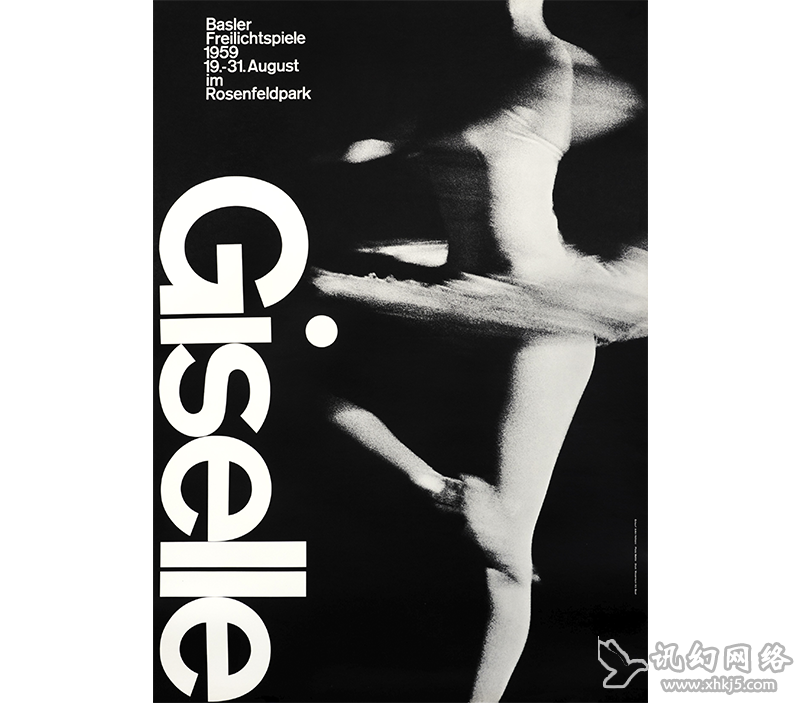 Basler
Freilichtspiele
1959
19.-31. August
im
Rosenfeldpark
Giselle
讯幻网络
www.xhkj5.com